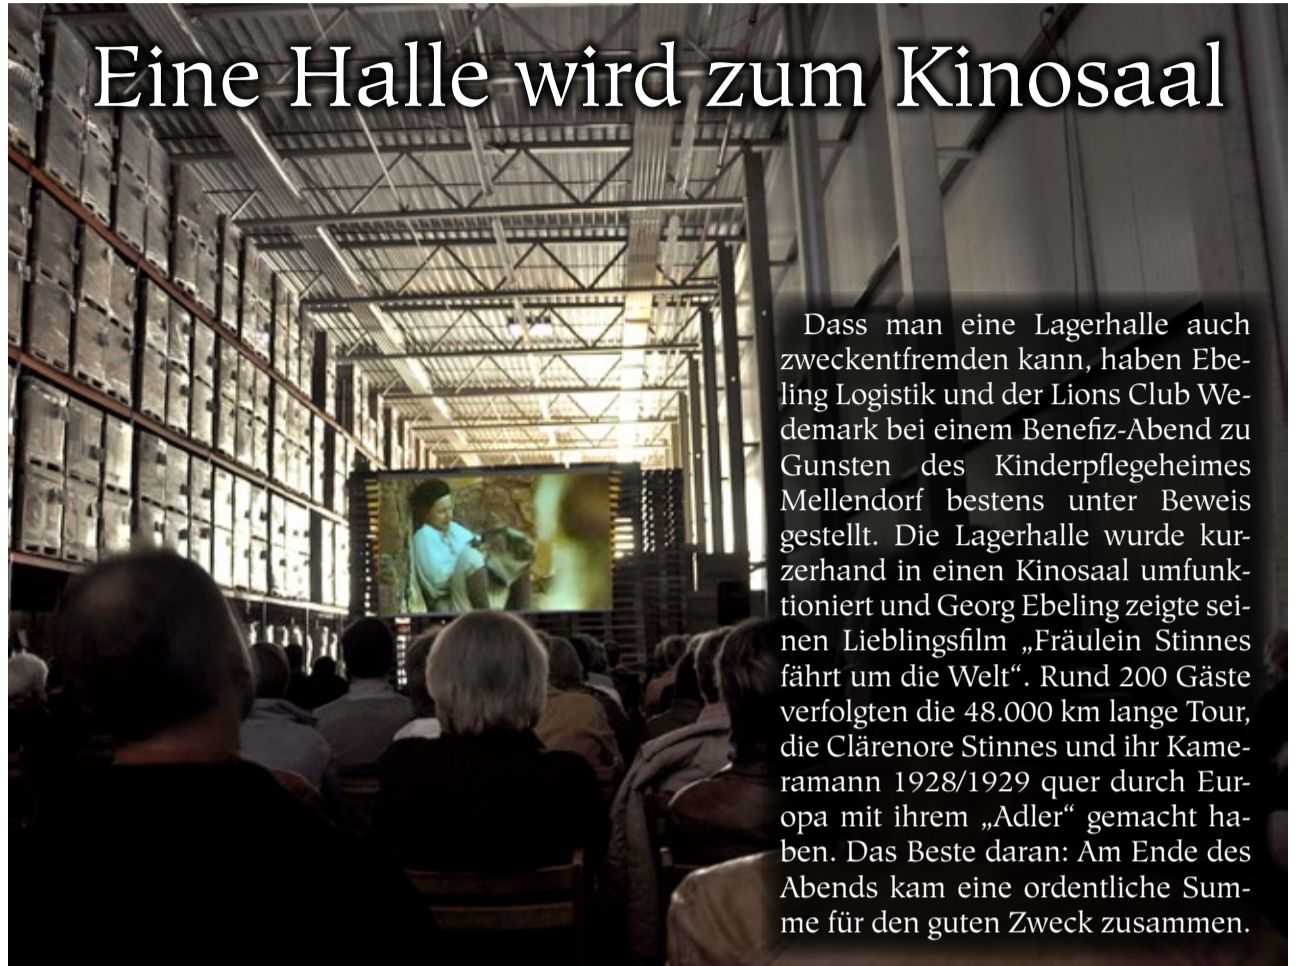 Eine Halle wird zum Kinosaal
Dass man eine Lagerhalle auch
zweckentfremden kann, haben Ebe-
ling Logistik und der Lions Club We-
demark bei einem Benefiz-Abend zu
Gunsten des Kinderpflegeheimes
Mellendorf bestens unter Beweis
gestellt. Die Lagerhalle wurde kur-
zerhand in einen Kinosaal umfunk-
tioniert und Georg Ebeling zeigte sei-
nen Lieblingsfilm „Fräulein Stinnes
fährt um die Welt“. Rund 200 Gäste
verfolgten die 48.000 km lange Tour,
die Clärenore Stinnes und ihr Kame-
ramann 1928/1929 quer durch Eur-
opa mit ihrem „Adler“ gemacht ha-
ben. Das Beste daran: Am Ende des
Abends kam eine ordentliche Sum-
me für den guten Zweck zusammen.